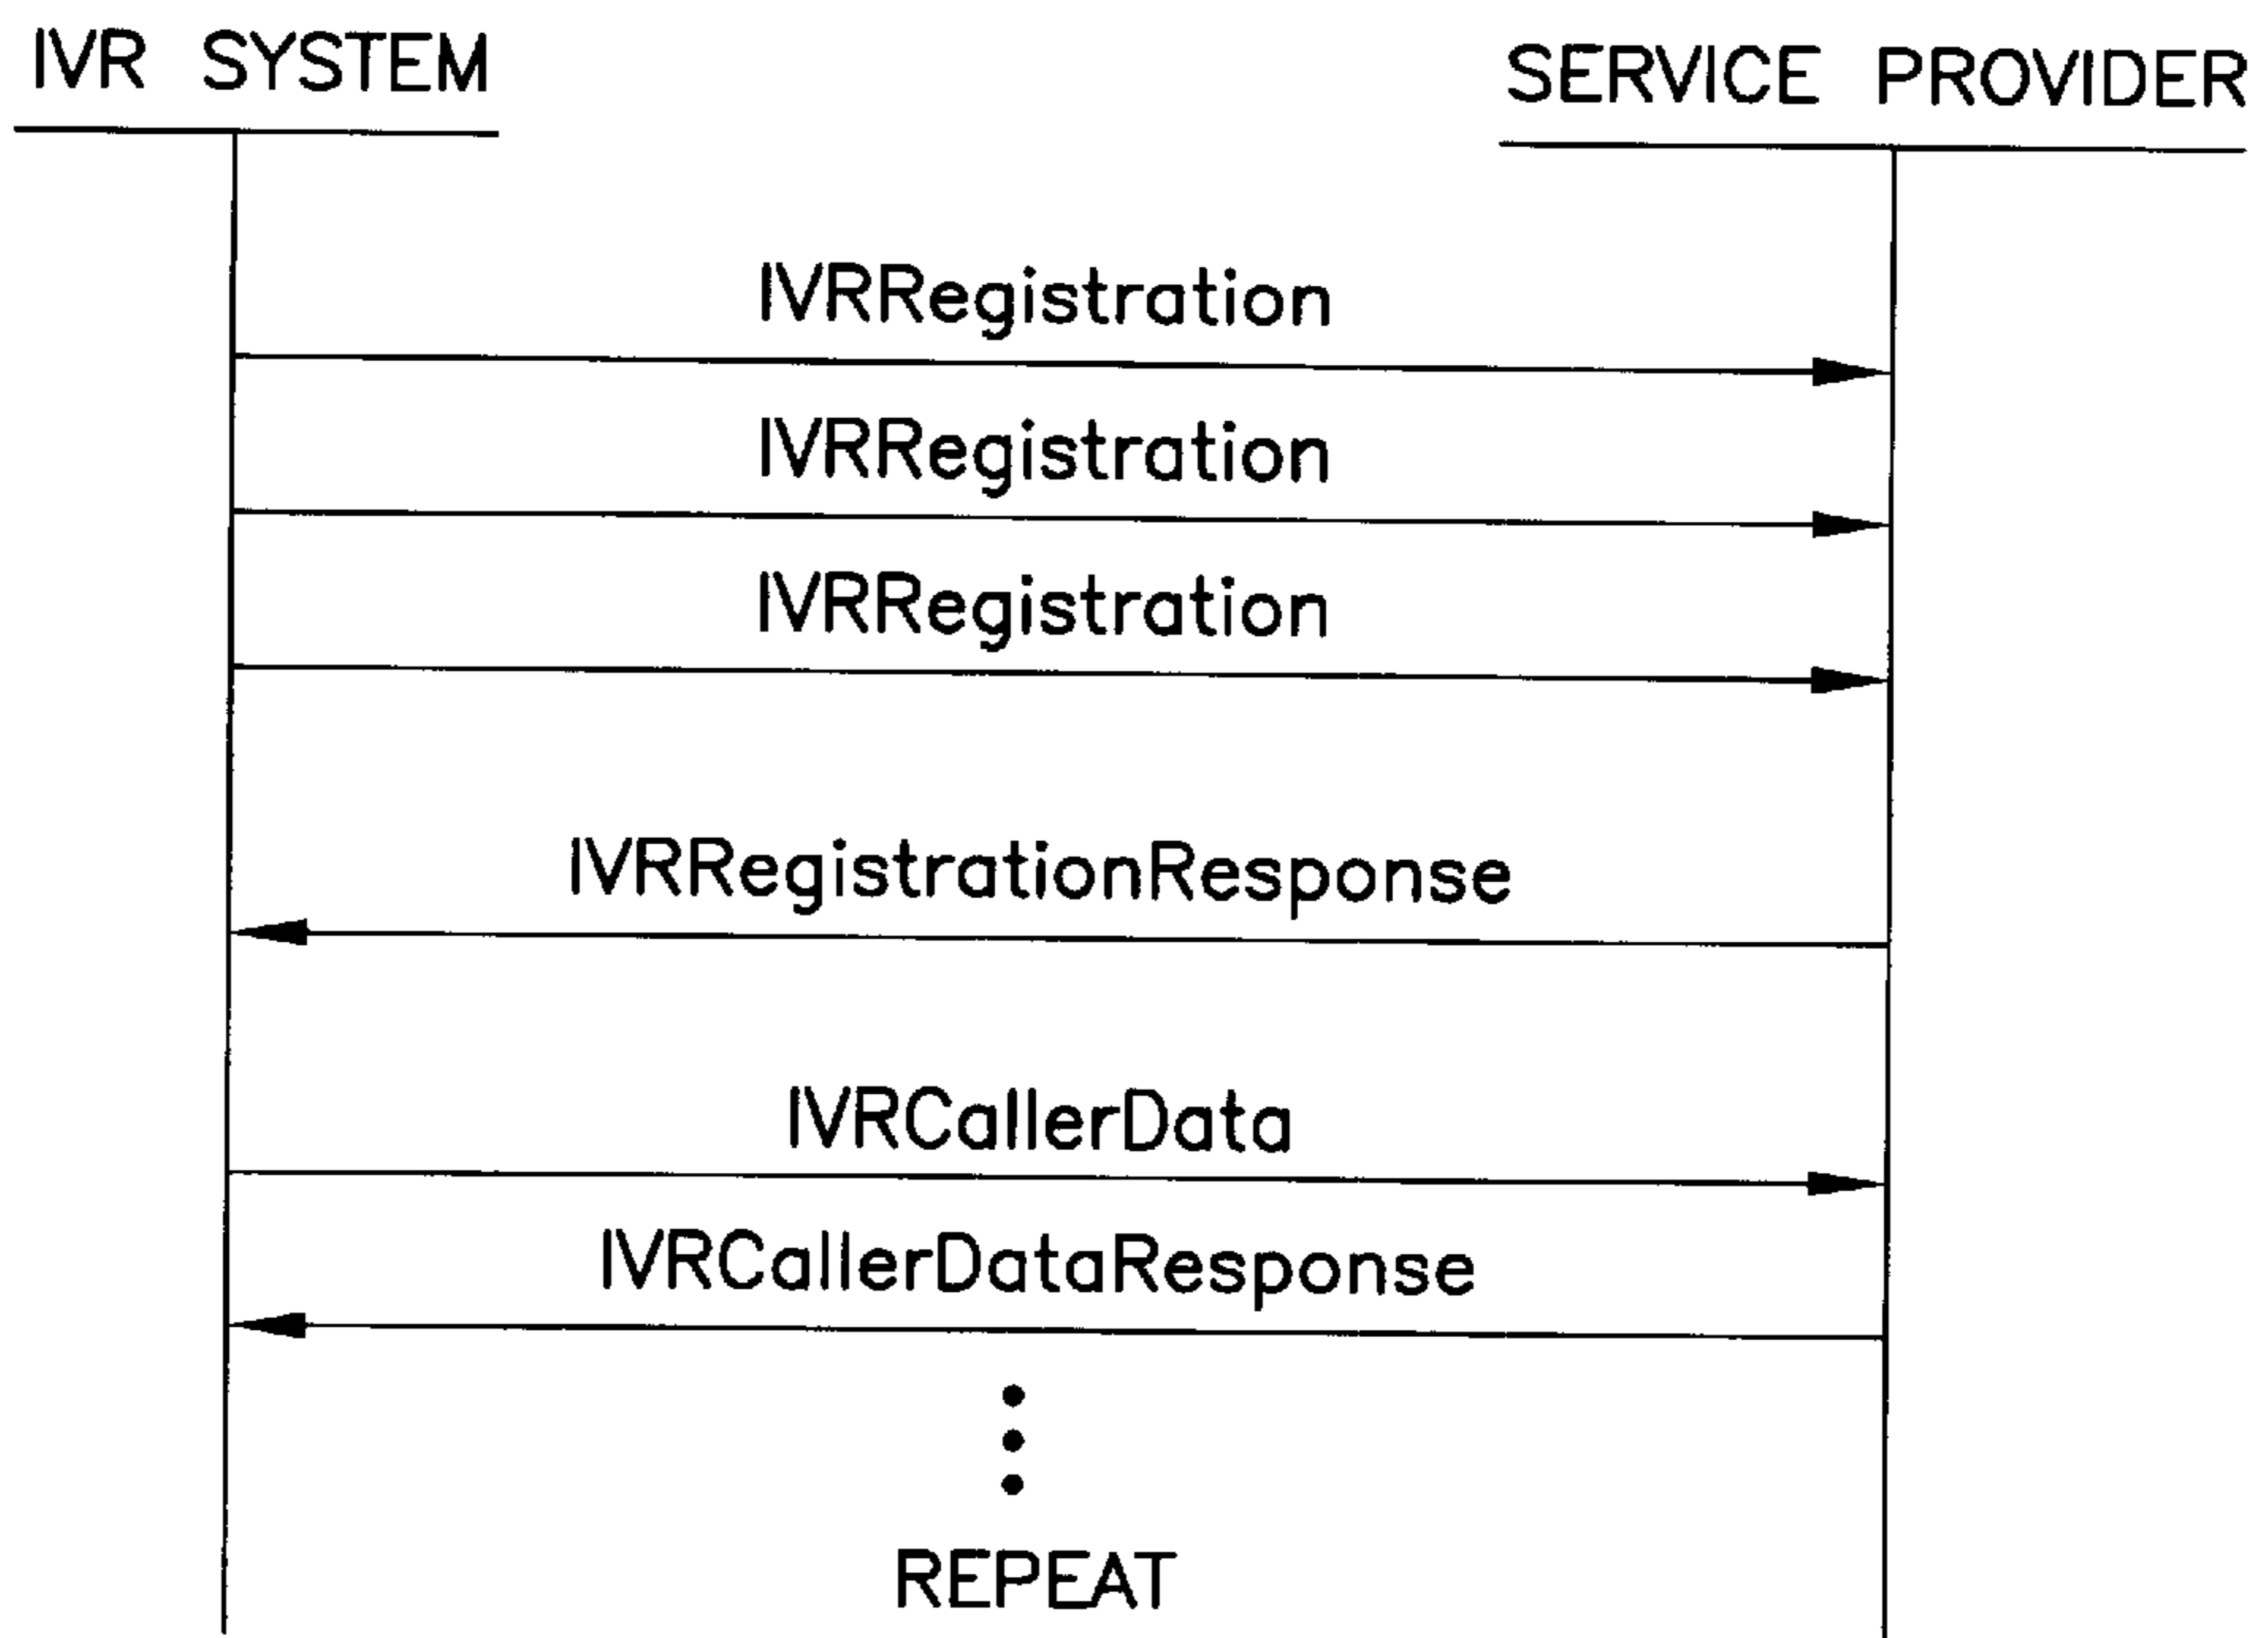 IVR SYSTEM
SERVICE PROVIDER
IVRRegistration
IVRRegistration
IVRRegistration
IVRRegistrationResponse
IVRCallerData
IVRCallerDataResponse
REPEAT